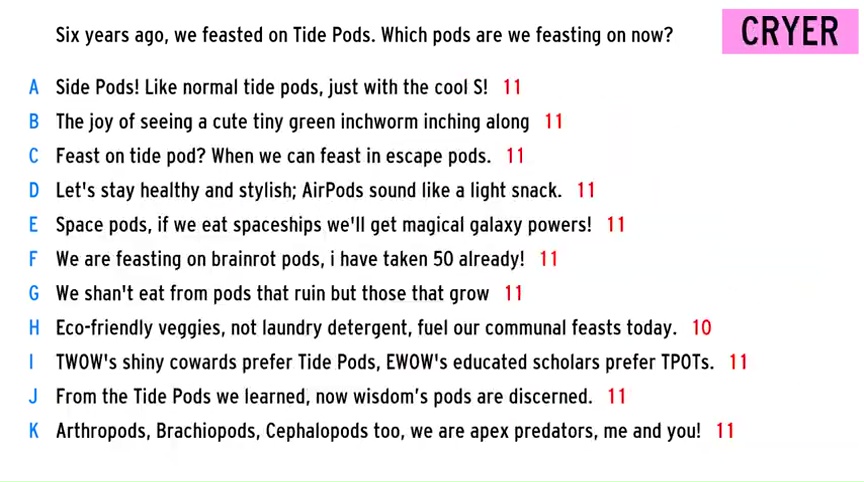 Six years ago, we feasted on Tide Pods. Which pods are we feasting on now?
CRYER
A Side Pods! Like normal tide pods, just with the cool S! 11
B The joy of seeing a cute tiny green inchworm inching along 11
C Feast on tide pod? When we can feast in escape pods. 11
D Let's stay healthy and stylish; AirPods sound like a light snack. 11
E Space pods, if we eat spaceships we'll get magical galaxy powers! 11
F We are feasting on brainrot pods, i have taken 50 already! 11
G We shan't eat from pods that ruin but those that grow 11
H Eco-friendly veggies, not laundry detergent, fuel our communal feasts today. 10
I TWOW's shiny cowards prefer Tide Pods, EWOW's educated scholars prefer TPOTs. 11
J From the Tide Pods we learned, now wisdom’s pods are discerned. 11
K Arthropods, Brachiopods, Cephalopods too, we are apex predators, me and you! 11